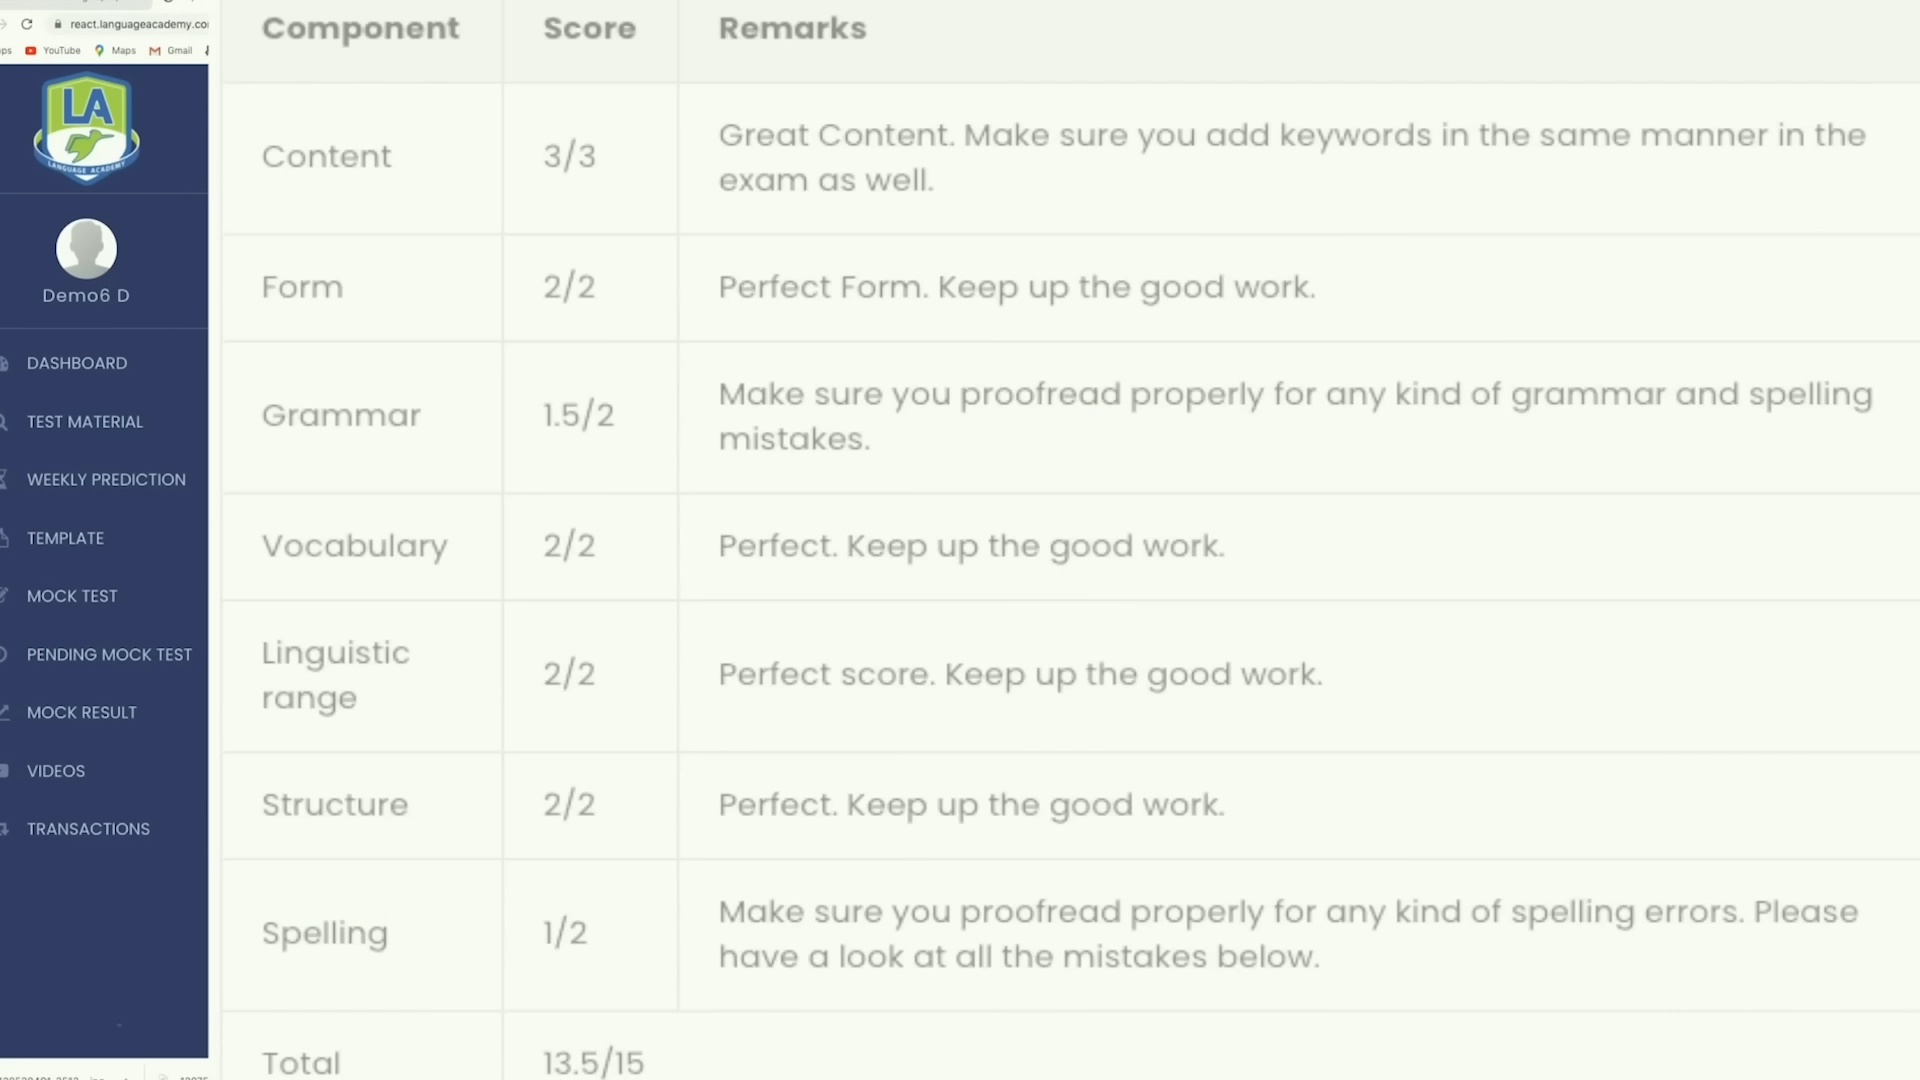 react.languageacademy.co
YouTube Maps Gmail
LA
LANGUAGE ACADEMY
Demo6 D
DASHBOARD
TEST MATERIAL
WEEKLY PREDICTION
TEMPLATE
MOCK TEST
PENDING MOCK TEST
MOCK RESULT
VIDEOS
TRANSACTIONS
Component Score Remarks
Content 3/3 Great Content. Make sure you add keywords in the same manner in the
exam as well.
Form 2/2 Perfect Form. Keep up the good work.
Grammar 1.5/2 Make sure you proofread properly for any kind of grammar and spelling
mistakes.
Vocabulary 2/2 Perfect. Keep up the good work.
Linguistic
range 2/2 Perfect score. Keep up the good work.
Structure 2/2 Perfect. Keep up the good work.
Spelling 1/2 Make sure you proofread properly for any kind of spelling errors. Please
have a look at all the mistakes below.
Total 13.5/15